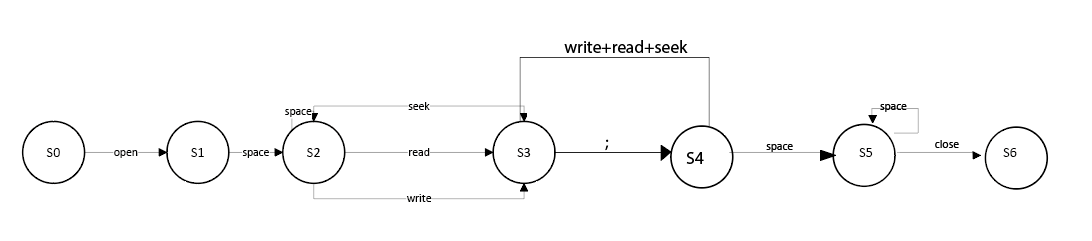 write+read+seek
space
seek
space
S0
open
S1
space
S2
read
S3
;
S4
space
S5
close
S6
write